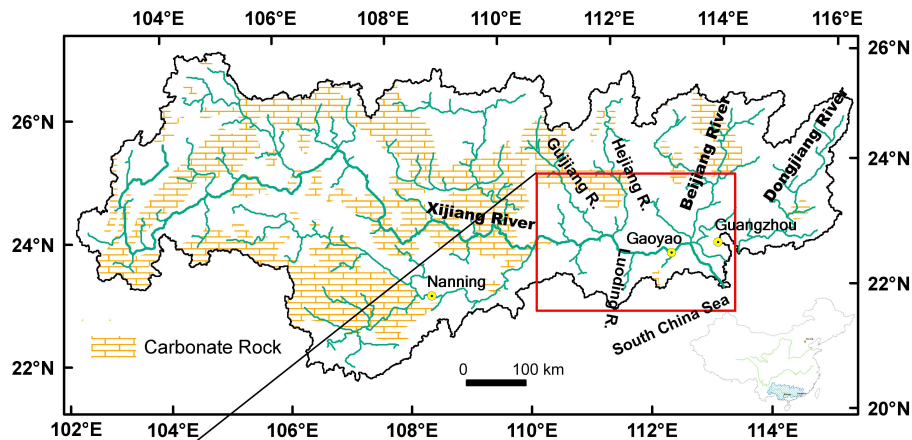 104°E 106°E 108°E 110°E 112°E 114°E 116°E
26°N
26°N
24°N
24°N
22°N
22°N
20°N
Guijiang R.
Hejiang R.
Beijiang River
Dongjiang River
Xijiang River
Gaoyao
Guangzhou
Luoding R.
Nanning
South China Sea
Carbonate Rock
0 100 km
102°E 104°E 106°E 108°E 110°E 112°E 114°E